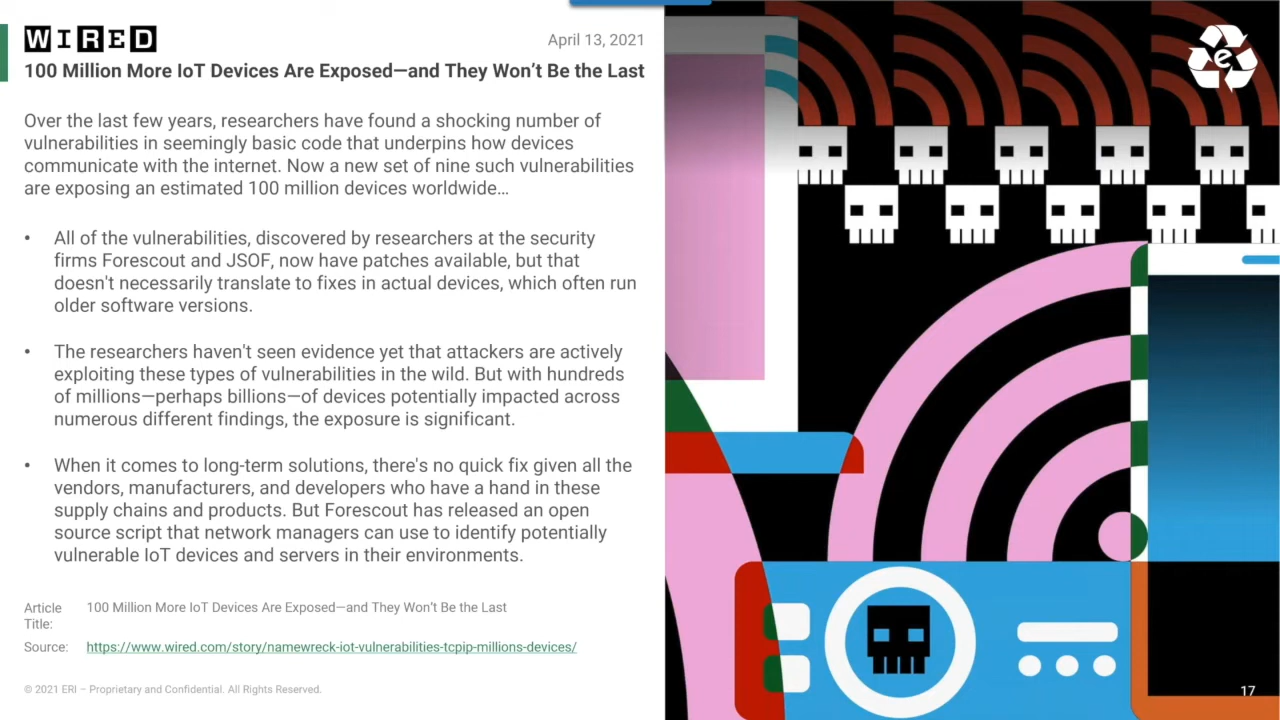 WIRED
April 13, 2021
100 Million More IoT Devices Are Exposed—and They Won't Be the Last
Over the last few years, researchers have found a shocking number of
vulnerabilities in seemingly basic code that underpins how devices
communicate with the internet. Now a new set of nine such vulnerabilities
are exposing an estimated 100 million devices worldwide…
• All of the vulnerabilities, discovered by researchers at the security
firms Forescout and JSOF, now have patches available, but that
doesn't necessarily translate to fixes in actual devices, which often run
older software versions.
• The researchers haven't seen evidence yet that attackers are actively
exploiting these types of vulnerabilities in the wild. But with hundreds
of millions—perhaps billions—of devices potentially impacted across
numerous different findings, the exposure is significant.
• When it comes to long-term solutions, there's no quick fix given all the
vendors, manufacturers, and developers who have a hand in these
supply chains and products. But Forescout has released an open
source script that network managers can use to identify potentially
vulnerable IoT devices and servers in their environments.
Article Title: 100 Million More IoT Devices Are Exposed—and They Won't Be the Last
Source: https://www.wired.com/story/namewreck-iot-vulnerabilities-tcpip-millions-devices/
© 2021 ERI – Proprietary and Confidential. All Rights Reserved.
e
17